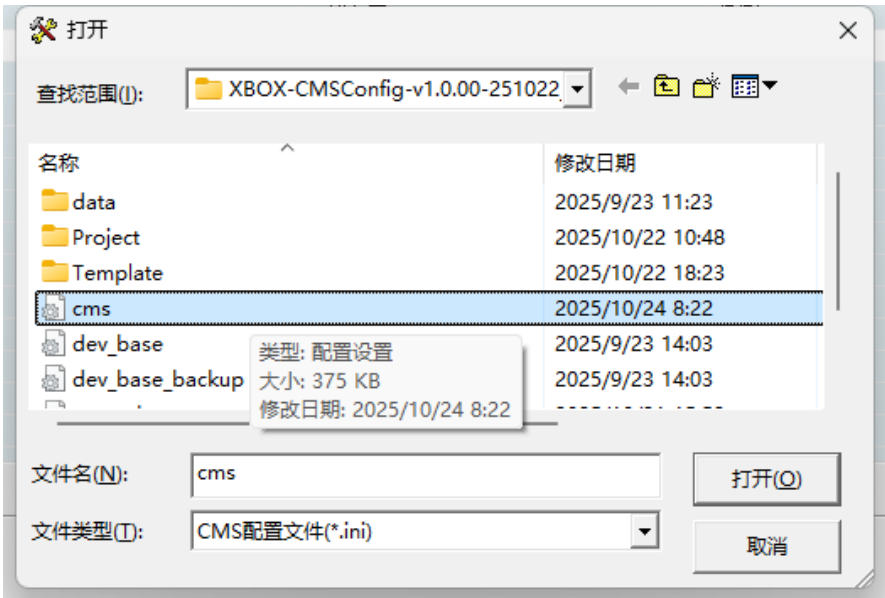 打开
查找范围(I):
XBOX-CMSConfig-v1.0.00-251022_
名称
修改日期
data
2025/9/23 11:23
Project
2025/10/22 10:48
Template
2025/10/22 18:23
cms
2025/10/24 8:22
dev_base
2025/9/23 14:03
dev_base_backup
2025/9/23 14:03
类型: 配置设置
大小: 375 KB
修改日期: 2025/10/24 8:22
文件名(N):
cms
打开(O)
文件类型(T):
CMS配置文件(*.ini)
取消